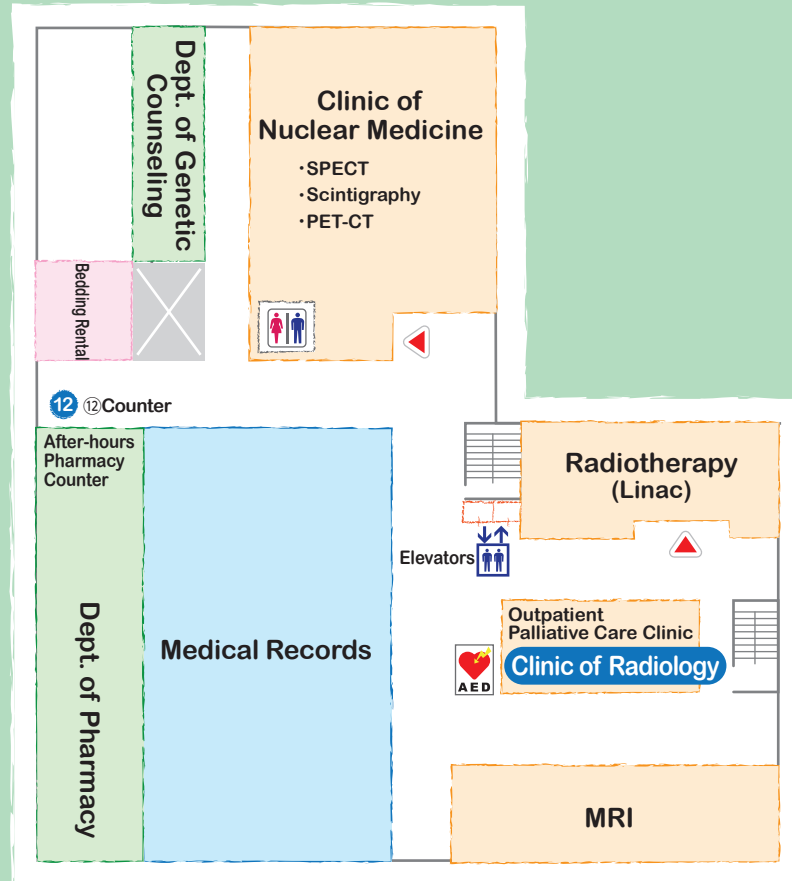 Dept. of Genetic
Counseling
Clinic of
Nuclear Medicine
・SPECT
・Scintigraphy
・PET-CT
Bedding Rental
12 ⑫Counter
After-hours
Pharmacy
Counter
Dept. of Pharmacy
Medical Records
Radiotherapy
(Linac)
Elevators
Outpatient
Palliative Care Clinic
Clinic of Radiology
AED
MRI